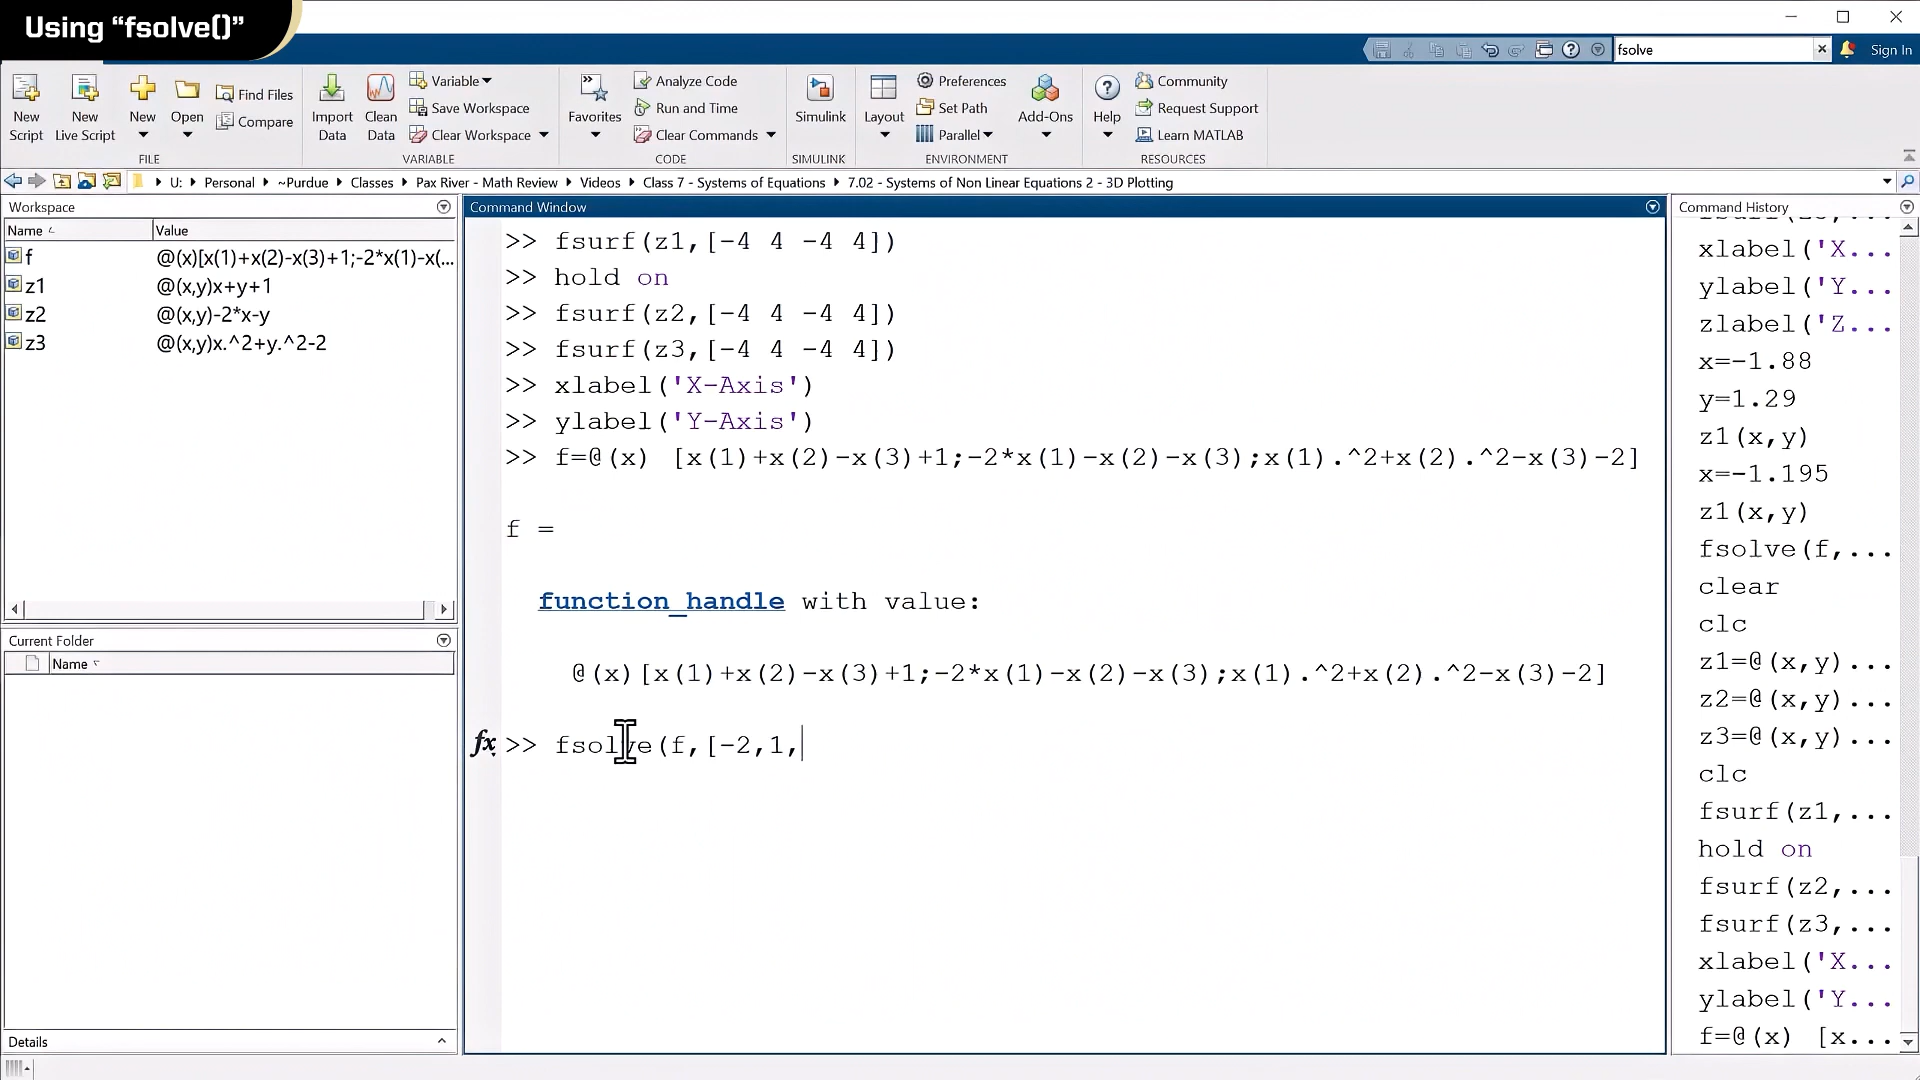 Using “fsolve()”
fsolve
Sign In
New Script
New Live Script
New
Open
Find Files
Compare
FILE
Import Data
Clean Data
Variable
Save Workspace
Clear Workspace
VARIABLE
Favorites
Analyze Code
Run and Time
Clear Commands
CODE
Simulink
SIMULINK
Layout
Preferences
Set Path
Parallel
Add-Ons
ENVIRONMENT
Help
Community
Request Support
Learn MATLAB
RESOURCES
U: Personal ~Purdue Classes Pax River - Math Review Videos Class 7 - Systems of Equations 7.02 - Systems of Non Linear Equations 2 - 3D Plotting
Workspace
Name Value
f @(x)[x(1)+x(2)-x(3)+1;-2*x(1)-x(...
z1 @(x,y)x+y+1
z2 @(x,y)-2*x-y
z3 @(x,y)x.^2+y.^2-2
Current Folder
Name
Details
Command Window
>> fsurf(z1,[-4 4 -4 4])
>> hold on
>> fsurf(z2,[-4 4 -4 4])
>> fsurf(z3,[-4 4 -4 4])
>> xlabel('X-Axis')
>> ylabel('Y-Axis')
>> f=@(x) [x(1)+x(2)-x(3)+1;-2*x(1)-x(2)-x(3);x(1).^2+x(2).^2-x(3)-2]
f =
function_handle with value:
@(x)[x(1)+x(2)-x(3)+1;-2*x(1)-x(2)-x(3);x(1).^2+x(2).^2-x(3)-2]
fx >> fsolve(f,[-2,1,
Command History
xlabel('X...
ylabel('Y...
zlabel('Z...
x=-1.88
y=1.29
z1(x,y)
x=-1.195
z1(x,y)
fsolve(f,...
clear
clc
z1=@(x,y)...
z2=@(x,y)...
z3=@(x,y)...
clc
fsurf(z1,...
hold on
fsurf(z2,...
fsurf(z3,...
xlabel('X...
ylabel('Y...
f=@(x) [x...